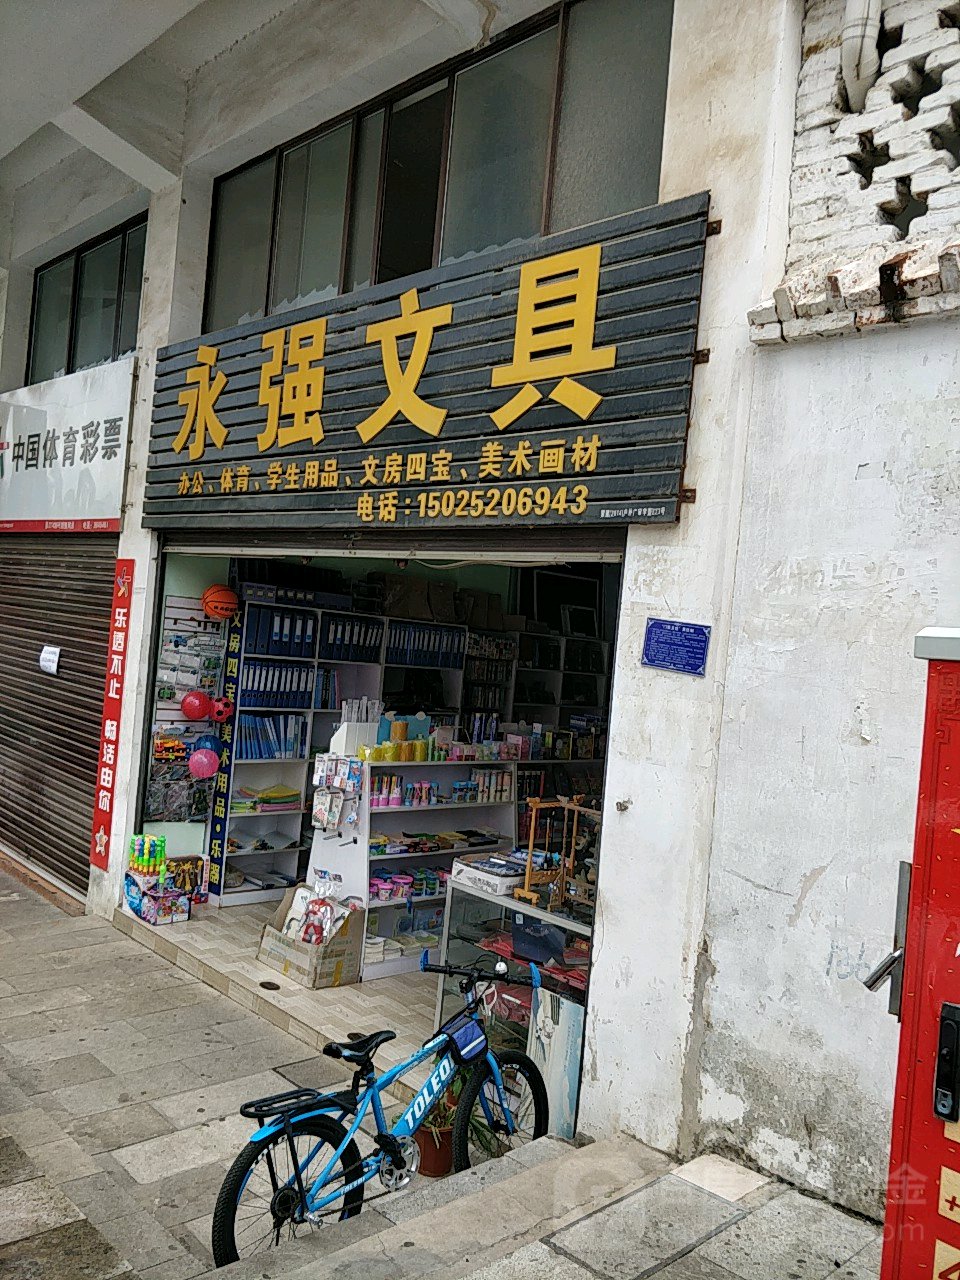 永强文具
办公、体育、学生用品、文房四宝、美术画材
电话：15025206943
中国体育彩票
乐透不止 畅活由你
文房四宝 美术用品·乐器
TOLEO